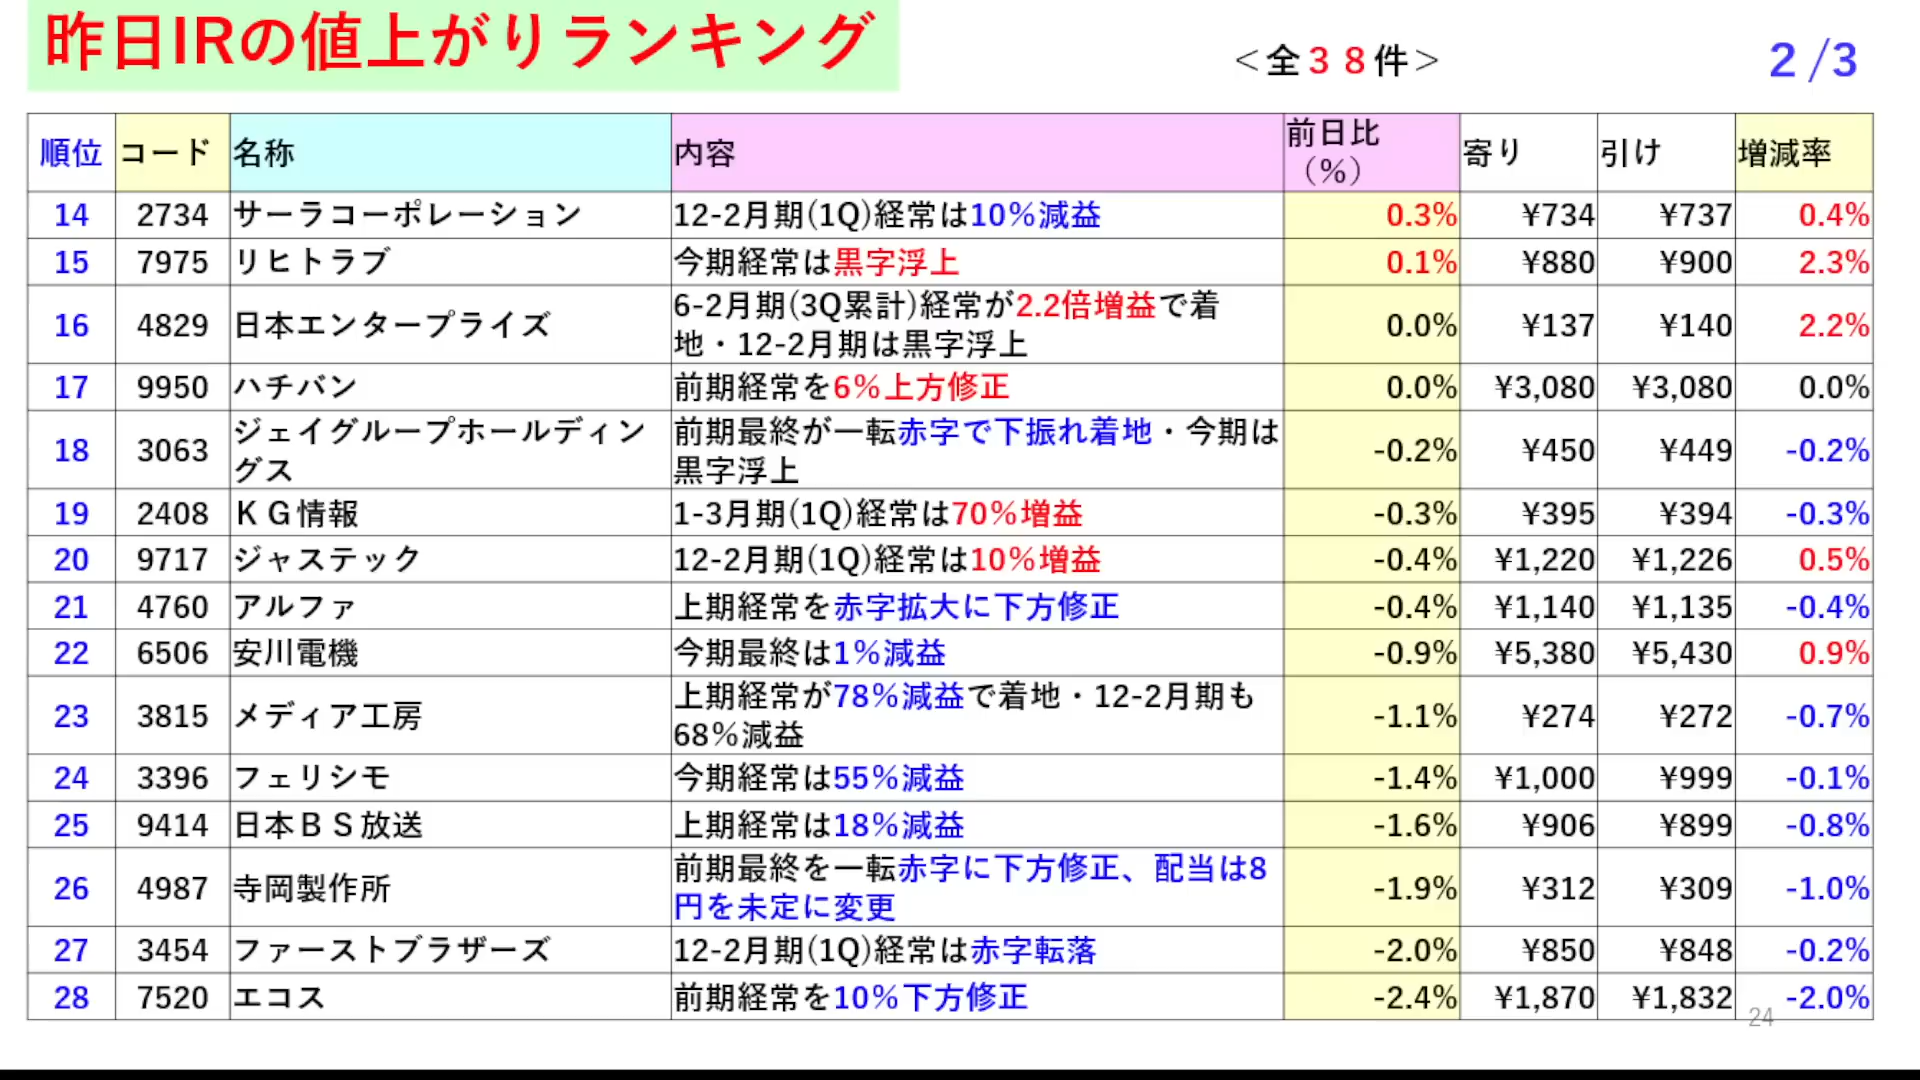 昨日IRの値上がりランキング
<全３８件>
2/3
順位 コード 名称 内容 前日比（%） 寄り 引け 増減率
14 2734 サーラコーポレーション 12-2月期(1Q)経常は10%減益 0.3% ¥734 ¥737 0.4%
15 7975 リヒトラブ 今期経常は黒字浮上 0.1% ¥880 ¥900 2.3%
16 4829 日本エンタープライズ 6-2月期(3Q累計)経常が2.2倍増益で着
地・12-2月期は黒字浮上 0.0% ¥137 ¥140 2.2%
17 9950 ハチバン 前期経常を6%上方修正 0.0% ¥3,080 ¥3,080 0.0%
18 3063 ジェイグループホールディン
グス 前期最終が一転赤字で下振れ着地・今期は
黒字浮上 -0.2% ¥450 ¥449 -0.2%
19 2408 ＫＧ情報 1-3月期(1Q)経常は70%増益 -0.3% ¥395 ¥394 -0.3%
20 9717 ジャステック 12-2月期(1Q)経常は10%増益 -0.4% ¥1,220 ¥1,226 0.5%
21 4760 アルファ 上期経常を赤字拡大に下方修正 -0.4% ¥1,140 ¥1,135 -0.4%
22 6506 安川電機 今期最終は1%減益 -0.9% ¥5,380 ¥5,430 0.9%
23 3815 メディア工房 上期経常が78%減益で着地・12-2月期も
68%減益 -1.1% ¥274 ¥272 -0.7%
24 3396 フェリシモ 今期経常は55%減益 -1.4% ¥1,000 ¥999 -0.1%
25 9414 日本ＢＳ放送 上期経常は18%減益 -1.6% ¥906 ¥899 -0.8%
26 4987 寺岡製作所 前期最終を一転赤字に下方修正、配当は8
円を未定に変更 -1.9% ¥312 ¥309 -1.0%
27 3454 ファーストブラザーズ 12-2月期(1Q)経常は赤字転落 -2.0% ¥850 ¥848 -0.2%
28 7520 エコス 前期経常を10%下方修正 -2.4% ¥1,870 ¥1,832 -2.0%
24